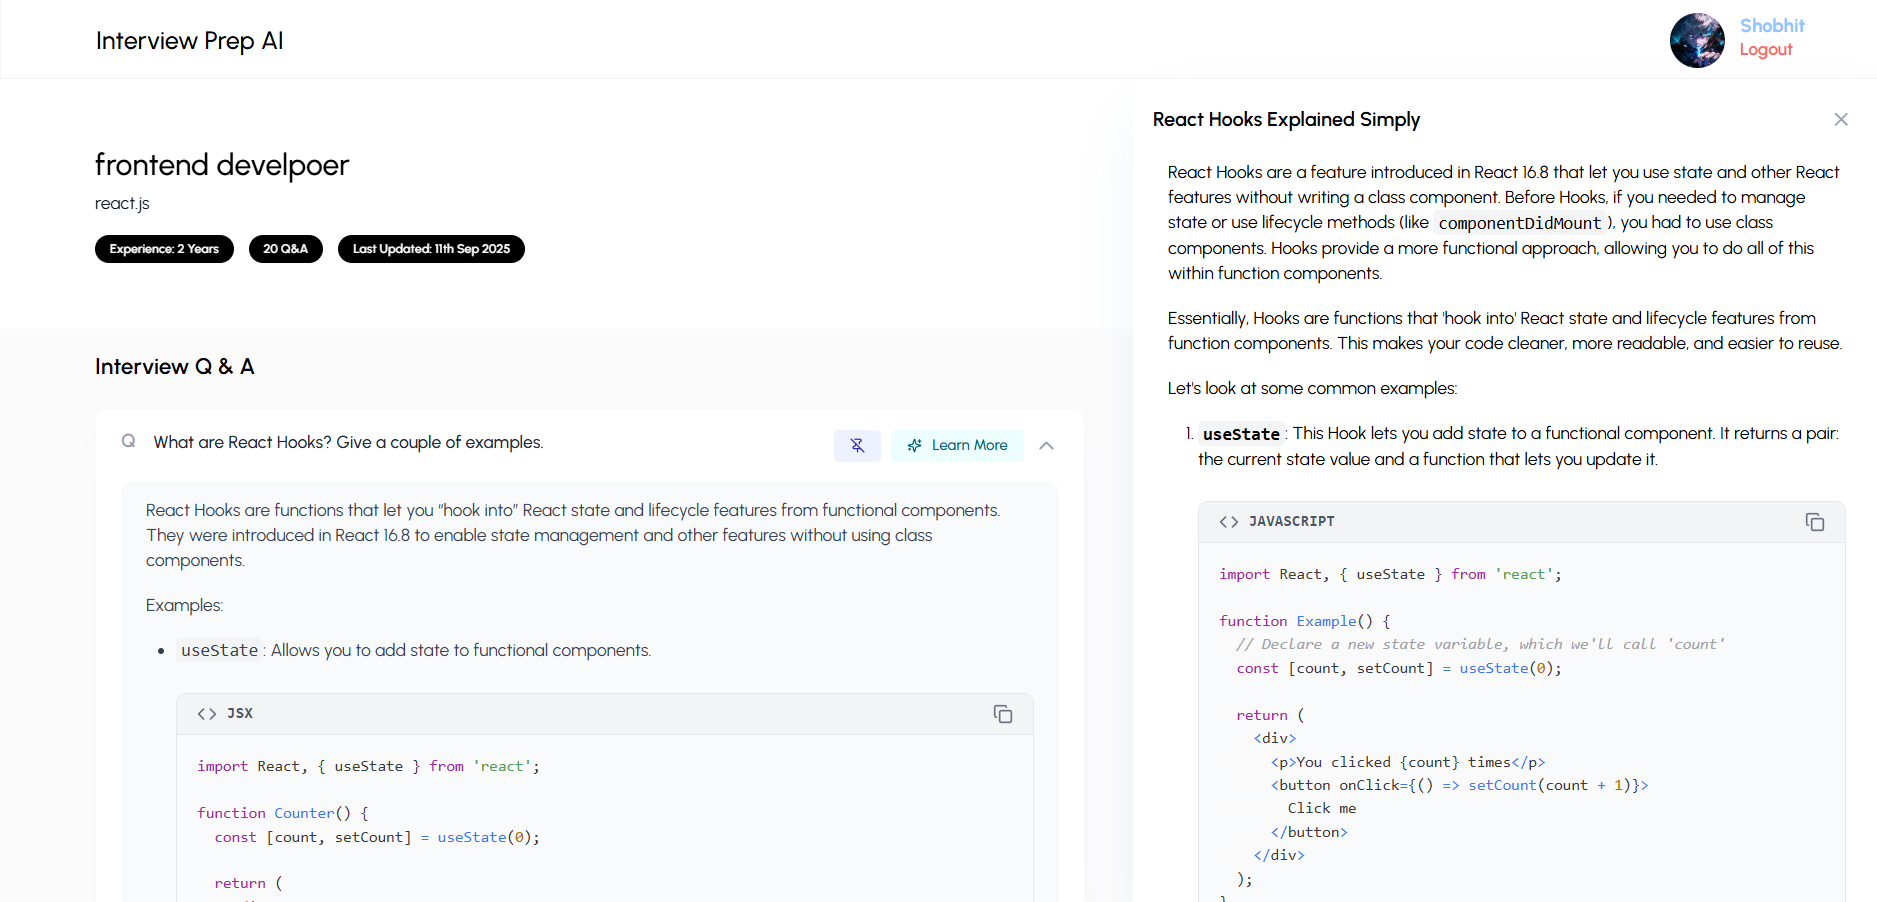 Interview Prep AI
Shobhit
Logout
frontend develpoer
react.js
Experience: 2 Years
20 Q&A
Last Updated: 11th Sep 2025
Interview Q & A
Q What are React Hooks? Give a couple of examples.
Learn More
React Hooks are functions that let you “hook into” React state and lifecycle features from functional components.
They were introduced in React 16.8 to enable state management and other features without using class
components.
Examples:
• useState: Allows you to add state to functional components.
<> JSX
import React, { useState } from 'react';
function Counter() {
  const [count, setCount] = useState(0);
  return (
React Hooks Explained Simply
React Hooks are a feature introduced in React 16.8 that let you use state and other React
features without writing a class component. Before Hooks, if you needed to manage
state or use lifecycle methods (like componentDidMount), you had to use class
components. Hooks provide a more functional approach, allowing you to do all of this
within function components.
Essentially, Hooks are functions that 'hook into' React state and lifecycle features from
function components. This makes your code cleaner, more readable, and easier to reuse.
Let's look at some common examples:
1. useState: This Hook lets you add state to a functional component. It returns a pair:
the current state value and a function that lets you update it.
<> JAVASCRIPT
import React, { useState } from 'react';
function Example() {
  // Declare a new state variable, which we'll call 'count'
  const [count, setCount] = useState(0);
  return (
    <div>
      <p>You clicked {count} times</p>
      <button onClick={() => setCount(count + 1)}>
        Click me
      </button>
    </div>
  );